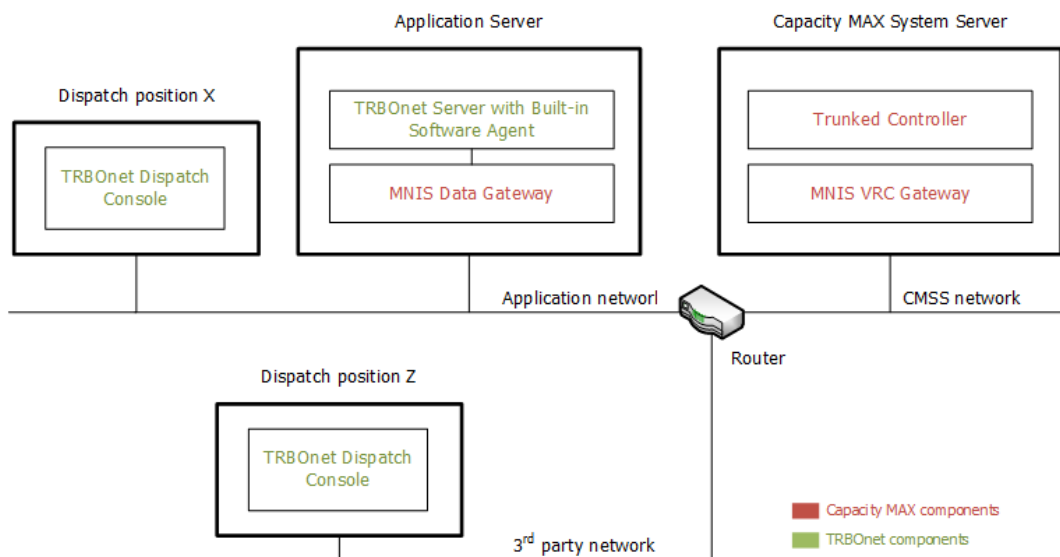 Application Server
Capacity MAX System Server
Dispatch position X
TRBOnet Server with Built-in
Software Agent
Trunked Controller
TRBOnet Dispatch
Console
MNIS Data Gateway
MNIS VRC Gateway
Application networl
CMSS network
Router
Dispatch position Z
TRBOnet Dispatch
Console
Capacity MAX components
TRBOnet components
3rd party network